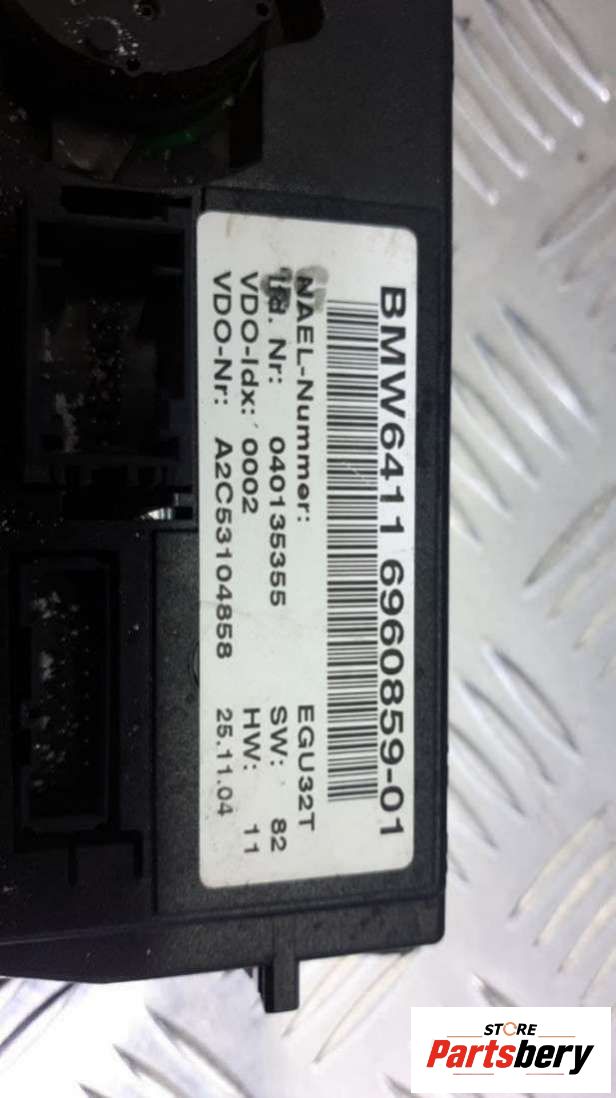 BMW6411 6960859-01
NAEL-Nummer: EGU32T
Lfd. Nr: 040135355 SW: 82
VDO-Idx: 0002 HW: 11
VDO-Nr: A2C53104858 25.11.04
STORE
Partsbery